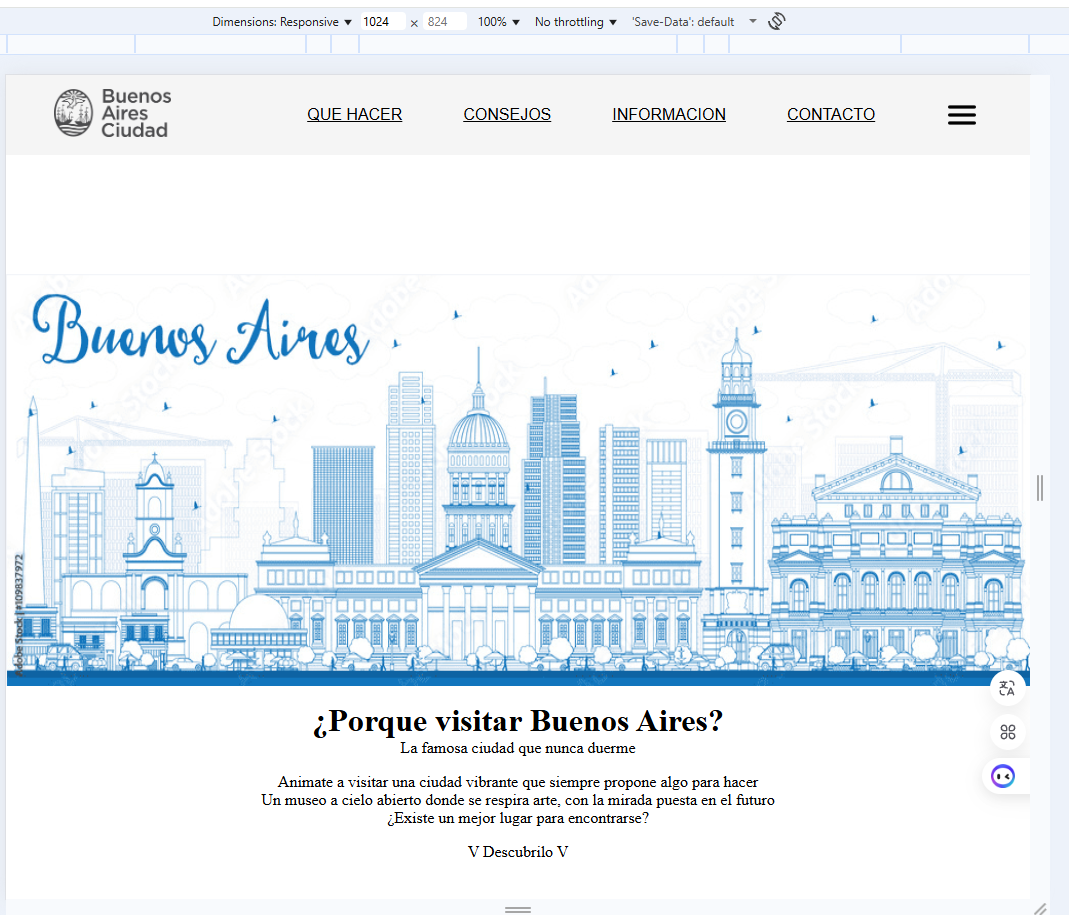 Dimensions: Responsive ▼ 1024 x 824 100% ▼ No throttling ▼ 'Save-Data': default
Buenos
Aires
Ciudad
QUE HACER CONSEJOS INFORMACION CONTACTO
Buenos Aires
Adobe Stock | #109837972
¿Porque visitar Buenos Aires?
La famosa ciudad que nunca duerme
Animate a visitar una ciudad vibrante que siempre propone algo para hacer
Un museo a cielo abierto donde se respira arte, con la mirada puesta en el futuro
¿Existe un mejor lugar para encontrarse?
V Descubrilo V